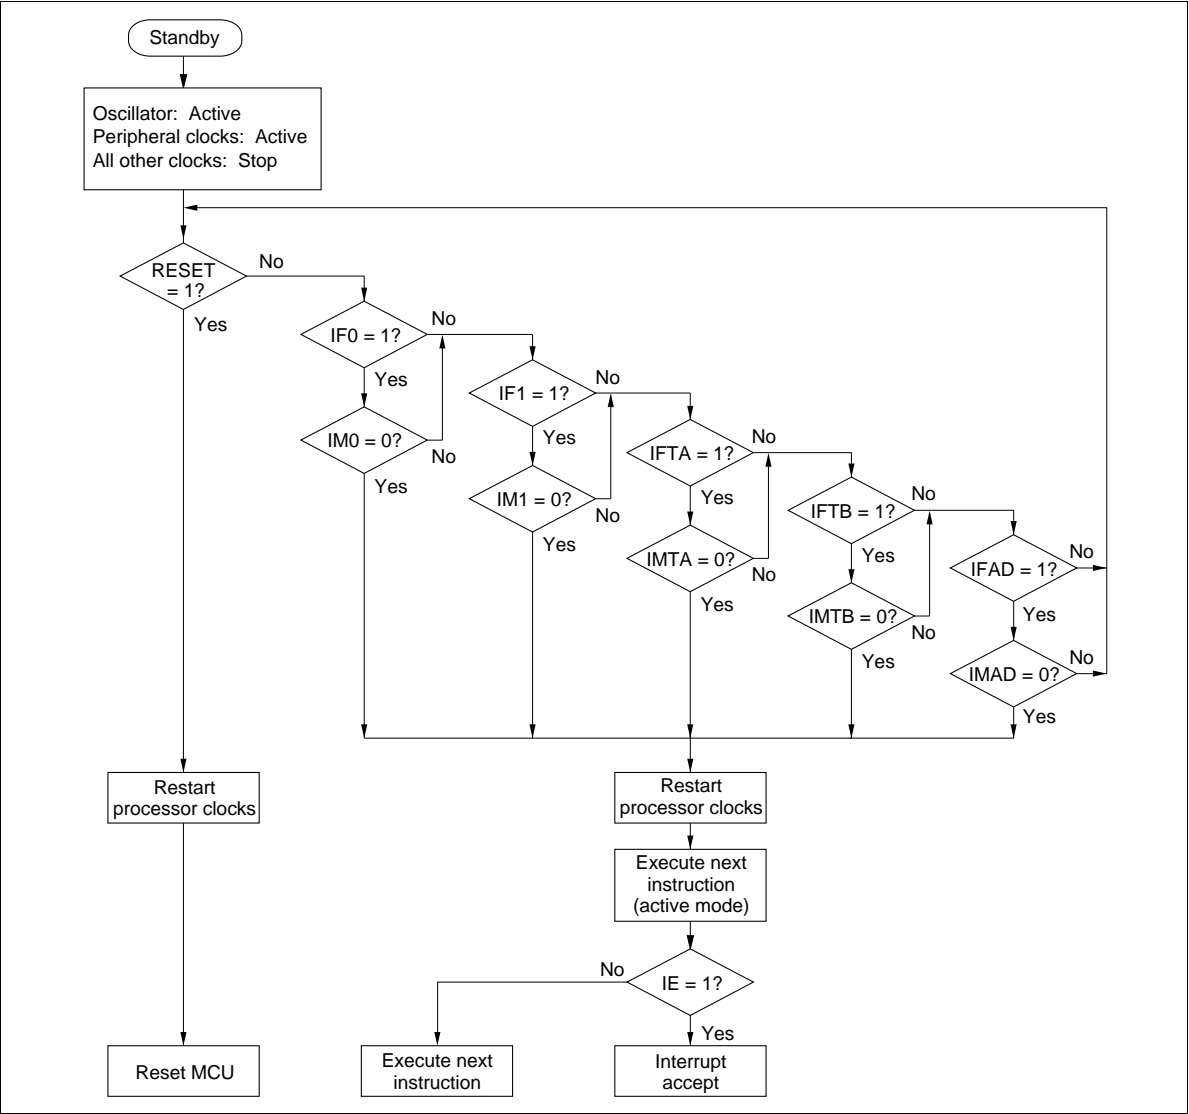 Standby
Oscillator: Active
Peripheral clocks: Active
All other clocks: Stop
RESET
= 1?
No
Yes
IF0 = 1?
No
Yes
IM0 = 0?
No
Yes
IF1 = 1?
No
Yes
IM1 = 0?
No
Yes
IFTA = 1?
No
Yes
IMTA = 0?
No
Yes
IFTB = 1?
No
Yes
IMTB = 0?
No
Yes
IFAD = 1?
No
Yes
IMAD = 0?
No
Yes
Restart
processor clocks
Reset MCU
Restart
processor clocks
Execute next
instruction
(active mode)
IE = 1?
No
Yes
Execute next
instruction
Interrupt
accept